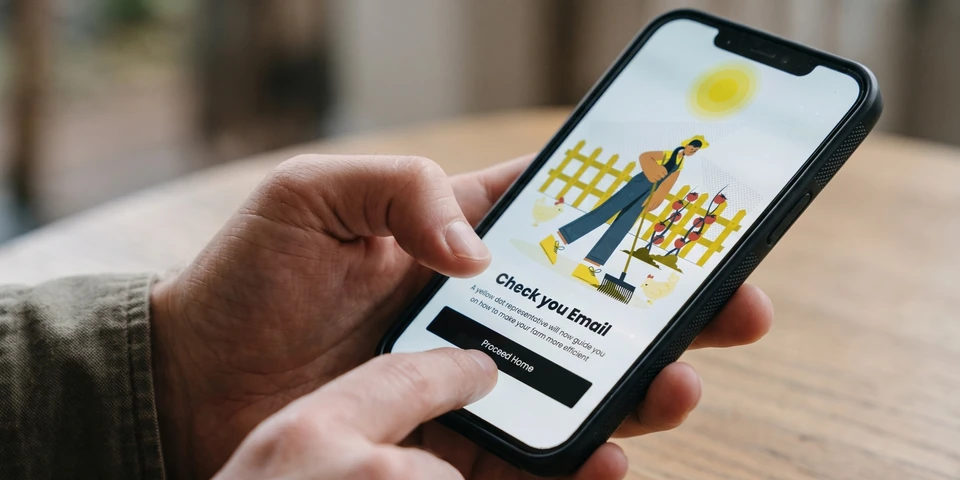 Check you Email
A yellow dot representative will now guide you
on how to make your farm more efficient
Proceed Home